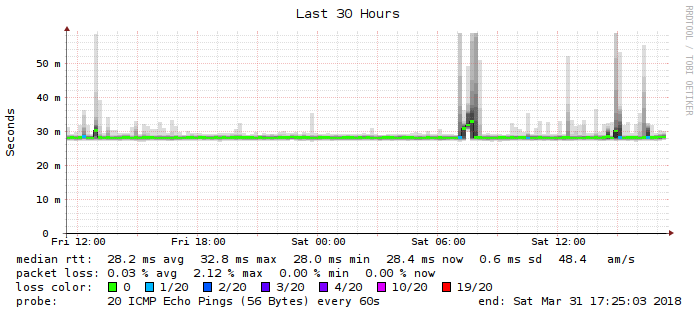 Last 30 Hours
RRDTOOL / TOBI OETIKER
Seconds
50 m
40 m
30 m
20 m
10 m
0
Fri 12:00 Fri 18:00 Sat 00:00 Sat 06:00 Sat 12:00
median rtt: 28.2 ms avg 32.8 ms max 28.0 ms min 28.4 ms now 0.6 ms sd 48.4 am/s
packet loss: 0.03 % avg 2.12 % max 0.00 % min 0.00 % now
loss color: 0 1/20 2/20 3/20 4/20 10/20 19/20
probe: 20 ICMP Echo Pings (56 Bytes) every 60s end: Sat Mar 31 17:25:03 2018